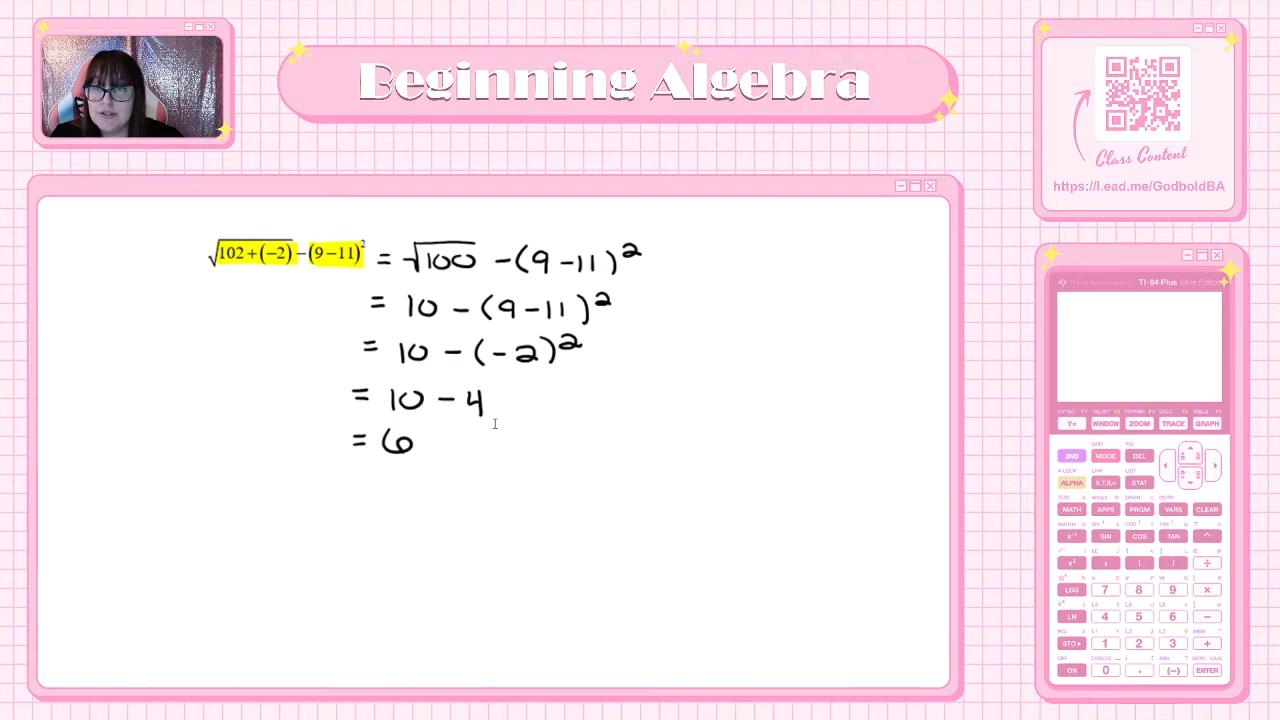 Beginning Algebra
Class Content
https://l.ead.me/GodboldBA
√102+(−2) −(9−11)² = √100 −(9−11)²
= 10 − (9−11)²
= 10 − (−2)²
= 10 − 4
= 6
TI-84 Plus
Y= WINDOW ZOOM TRACE GRAPH
2ND MODE DEL
ALPHA X,T,θ,n STAT
MATH APPS PRGM VARS CLEAR
x⁻¹ SIN COS TAN ^
x² , ( ) ÷
LOG 7 8 9 ×
LN 4 5 6 −
STO► 1 2 3 +
ON 0 . (−) ENTER